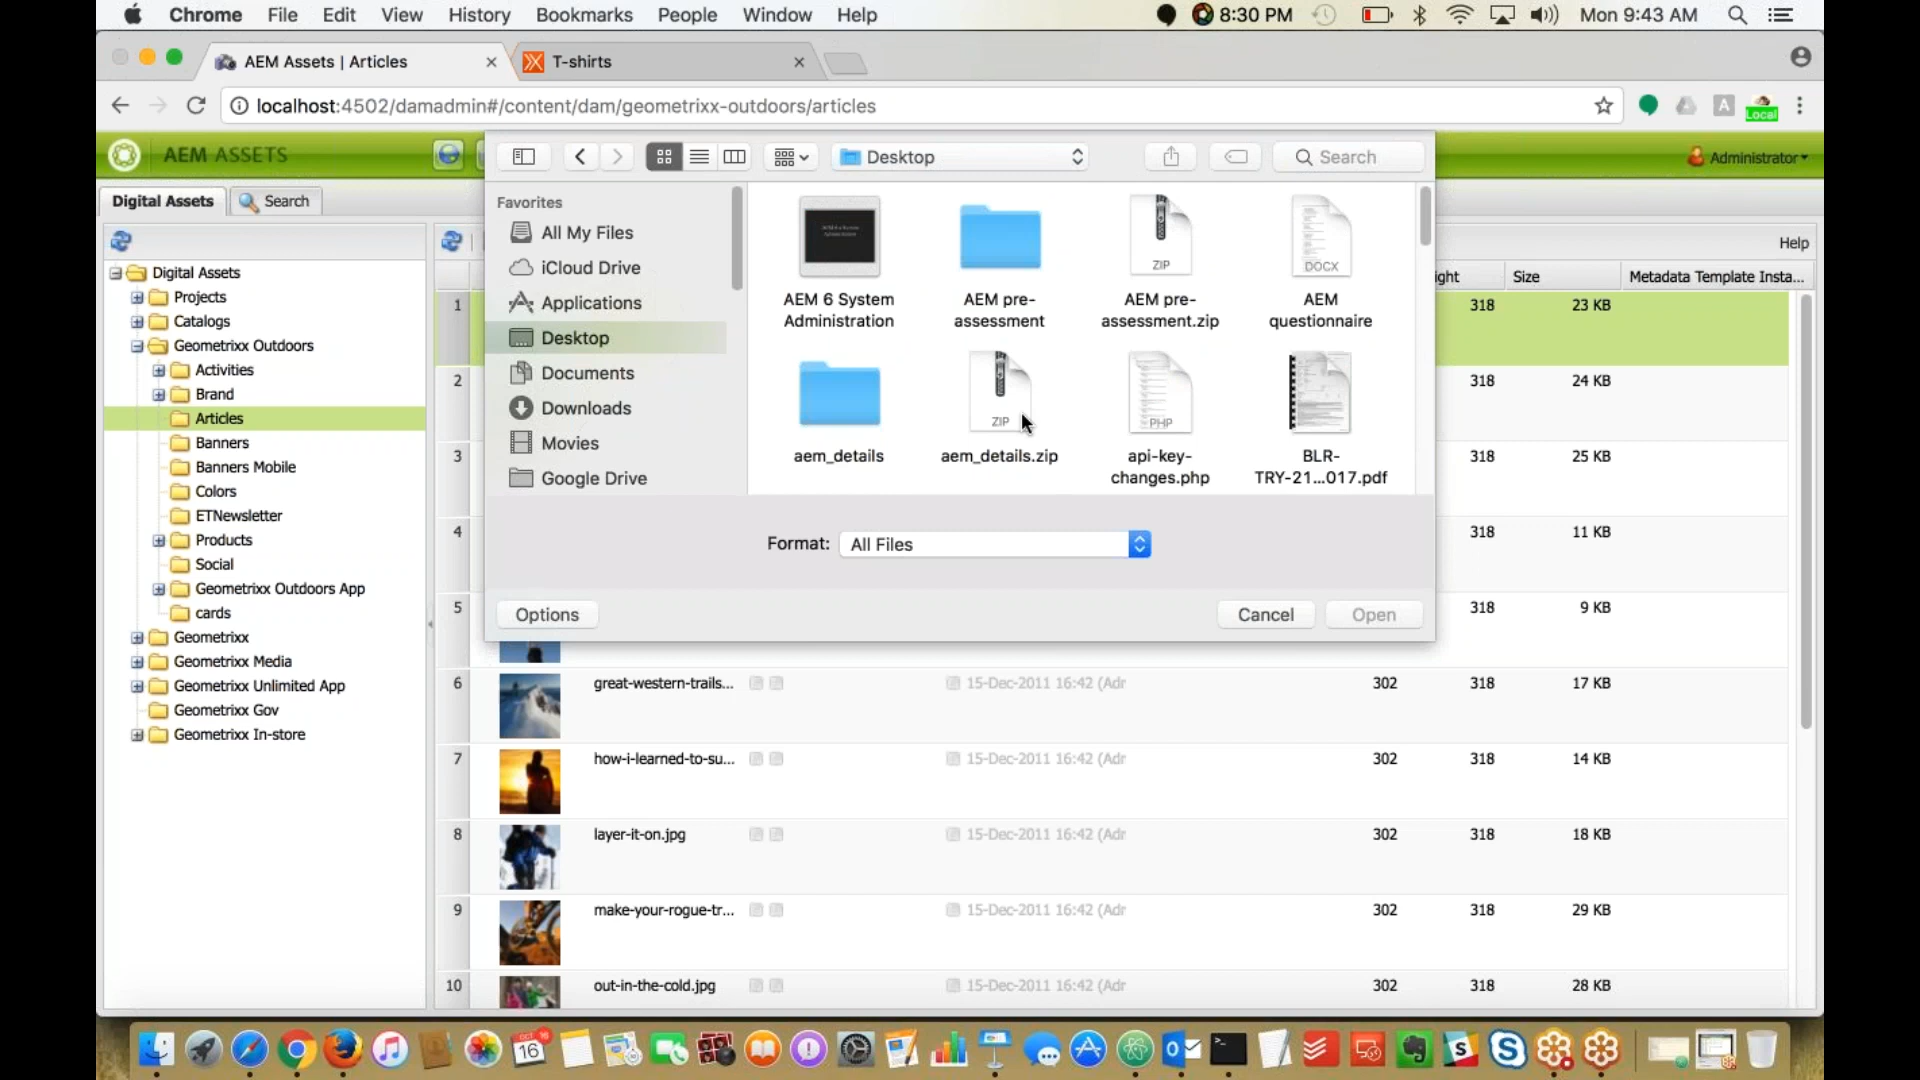 Chrome File Edit View History Bookmarks People Window Help 8:30 PM Mon 9:43 AM
AEM Assets | Articles T-shirts
localhost:4502/damadmin#/content/dam/geometrixx-outdoors/articles A Local
AEM ASSETS Desktop Search Administrator
Digital Assets Search
Help
ight Size Metadata Template Insta...
Digital Assets
Projects
Catalogs
Geometrixx Outdoors
Activities
Brand
Articles
Banners
Banners Mobile
Colors
ETNewsletter
Products
Social
Geometrixx Outdoors App
cards
Geometrixx
Geometrixx Media
Geometrixx Unlimited App
Geometrixx Gov
Geometrixx In-store
Favorites
All My Files
iCloud Drive
Applications
Desktop
Documents
Downloads
Movies
Google Drive
ZIP DOCX
AEM 6 System Administration
AEM pre-assessment
AEM pre-assessment.zip
AEM questionnaire
ZIP PHP
aem_details
aem_details.zip
api-key-changes.php
BLR-TRY-21...017.pdf
Format: All Files
Options Cancel Open
1 318 23 KB
2 318 24 KB
3 318 25 KB
4 318 11 KB
5 318 9 KB
6 great-western-trails... 15-Dec-2011 16:42 (Adr 302 318 17 KB
7 how-i-learned-to-su... 15-Dec-2011 16:42 (Adr 302 318 14 KB
8 layer-it-on.jpg 15-Dec-2011 16:42 (Adr 302 318 18 KB
9 make-your-rogue-tr... 15-Dec-2011 16:42 (Adr 302 318 29 KB
10 out-in-the-cold.jpg 15-Dec-2011 16:42 (Adr 302 318 28 KB
16